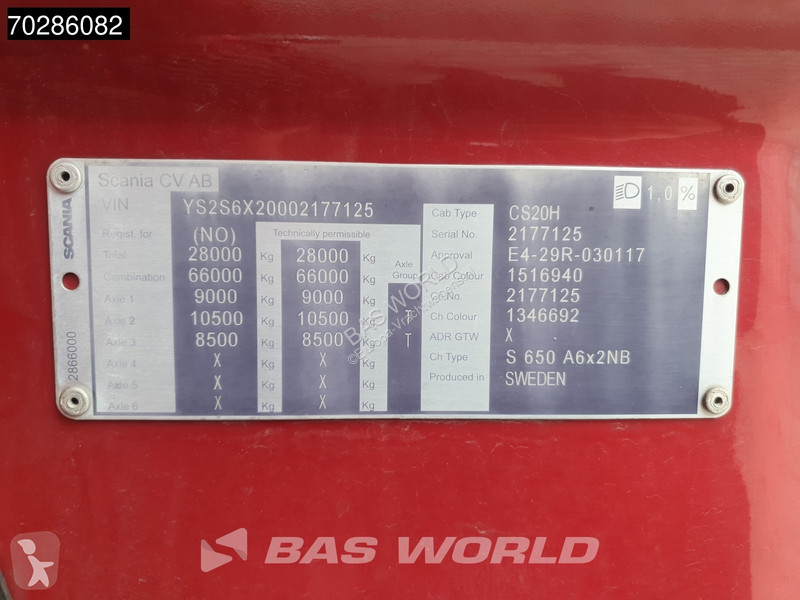 70286082
Scania CV AB
1,0 %
VIN YS2S6X20002177125 Cab Type CS20H
Regist. for (NO) Technically permissible Serial No. 2177125
Total 28000 Kg 28000 Kg Axle Group Approval E4-29R-030117
Combination 66000 Kg 66000 Kg Cab Colour 1516940
Axle 1 9000 Kg 9000 Kg Ch No. 2177125
Axle 2 10500 Kg 10500 Kg T Ch Colour 1346692
Axle 3 8500 Kg 8500 Kg T ADR GTW X
Axle 4 X Kg X Kg Ch Type S 650 A6x2NB
Axle 5 X Kg X Kg Produced in SWEDEN
Axle 6 X Kg X Kg
SCANIA
2866000
BAS WORLD
BAS WORLD